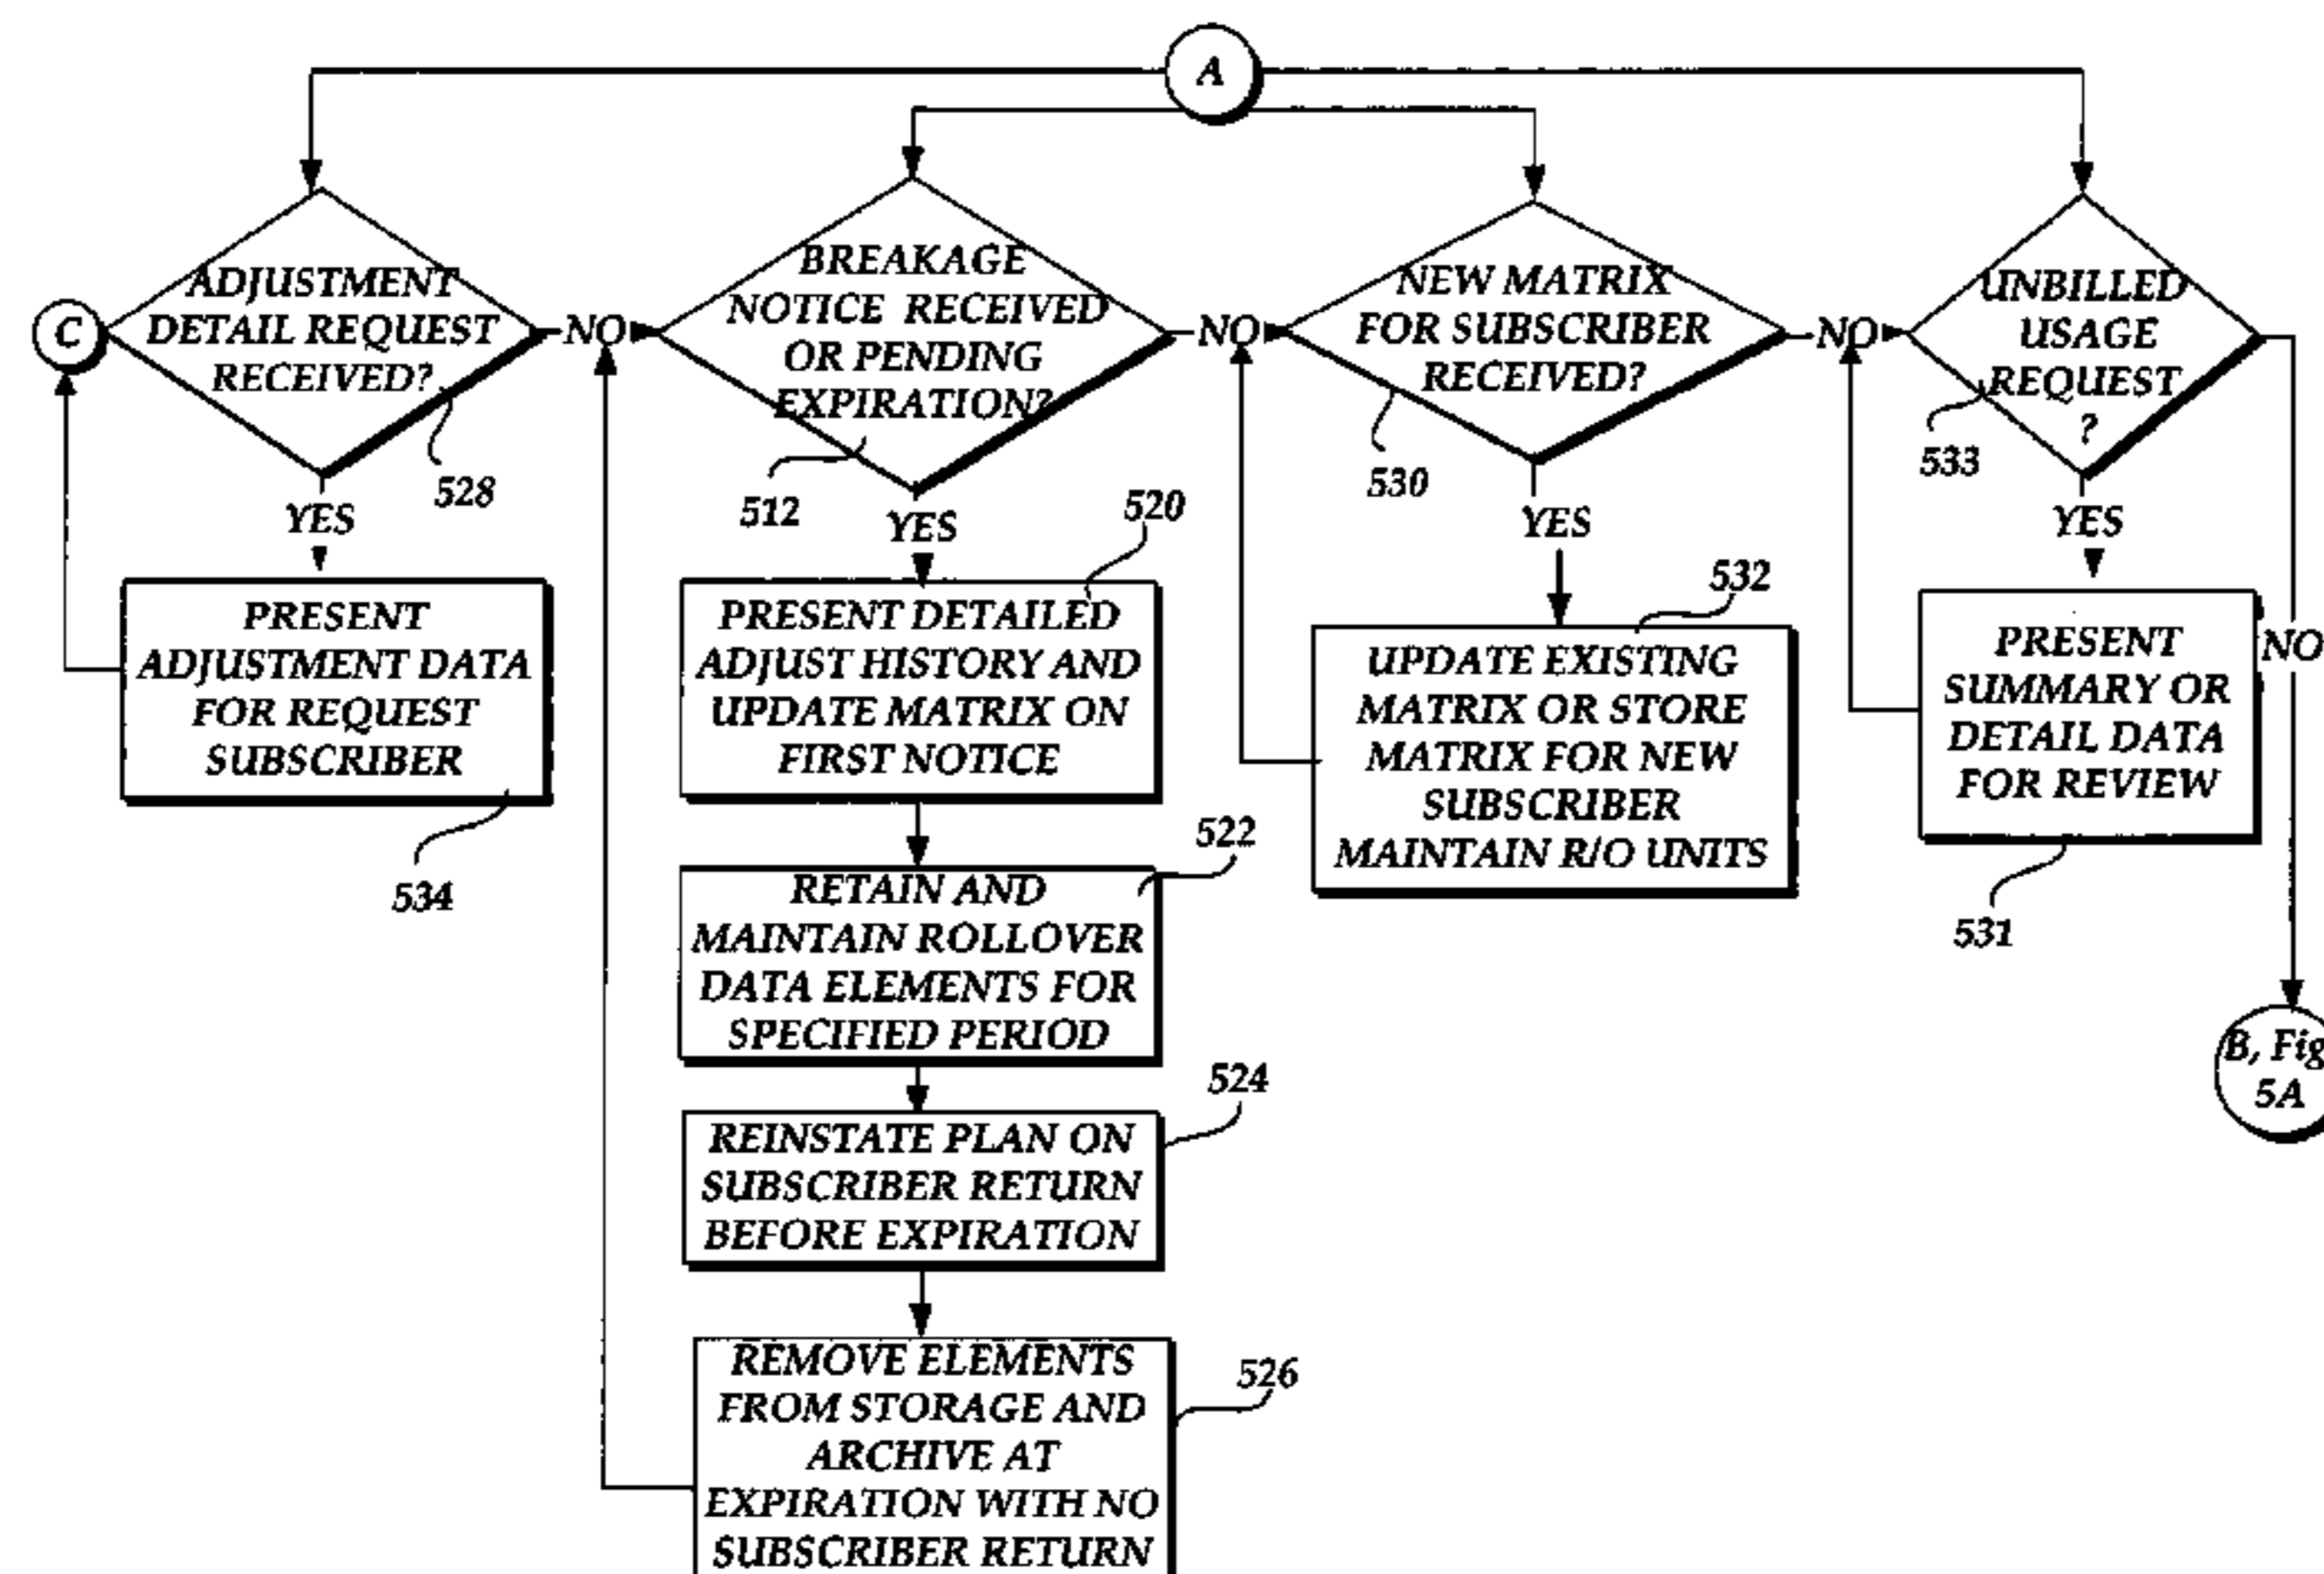 A
C
ADJUSTMENT
DETAIL REQUEST
RECEIVED?
528
YES
PRESENT
ADJUSTMENT DATA
FOR REQUEST
SUBSCRIBER
534
NO
BREAKAGE
NOTICE RECEIVED
OR PENDING
EXPIRATION?
512
YES
520
PRESENT DETAILED
ADJUST HISTORY AND
UPDATE MATRIX ON
FIRST NOTICE
522
RETAIN AND
MAINTAIN ROLLOVER
DATA ELEMENTS FOR
SPECIFIED PERIOD
524
REINSTATE PLAN ON
SUBSCRIBER RETURN
BEFORE EXPIRATION
526
REMOVE ELEMENTS
FROM STORAGE AND
ARCHIVE AT
EXPIRATION WITH NO
SUBSCRIBER RETURN
NO
NEW MATRIX
FOR SUBSCRIBER
RECEIVED?
530
YES
532
UPDATE EXISTING
MATRIX OR STORE
MATRIX FOR NEW
SUBSCRIBER
MAINTAIN R/O UNITS
NO
UNBILLED
USAGE
REQUEST
?
533
YES
PRESENT
SUMMARY OR
DETAIL DATA
FOR REVIEW
531
NO
B, Fig
5A